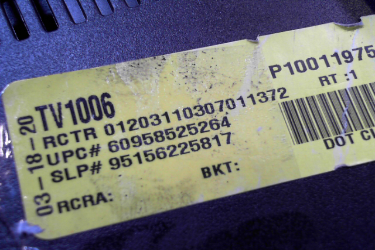 P10011975
RT :1
TV1006
RCTR 01203110307011372
UPC# 60958525264
SLP# 95156225817
03-18-20
RCRA:
BKT:
DOT